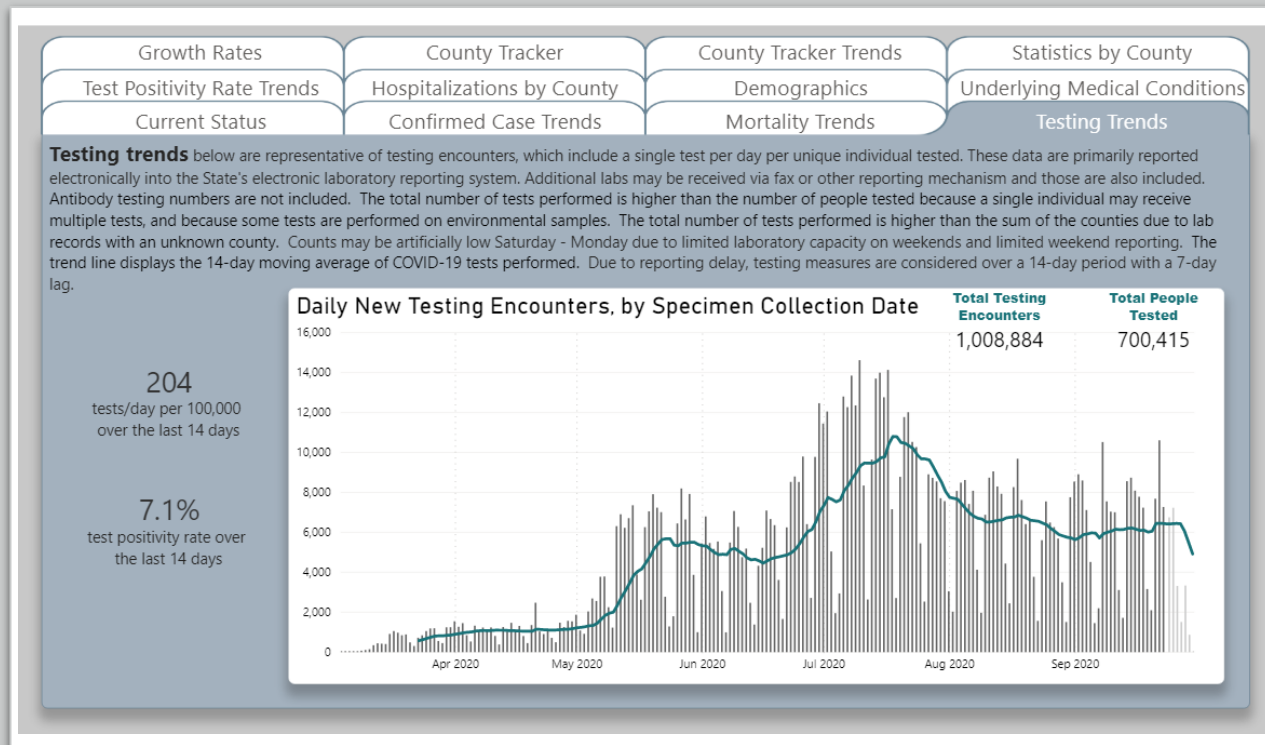 Growth Rates
County Tracker
County Tracker Trends
Statistics by County
Test Positivity Rate Trends
Hospitalizations by County
Demographics
Underlying Medical Conditions
Current Status
Confirmed Case Trends
Mortality Trends
Testing Trends
Testing trends below are representative of testing encounters, which include a single test per day per unique individual tested. These data are primarily reported
electronically into the State's electronic laboratory reporting system. Additional labs may be received via fax or other reporting mechanism and those are also included.
Antibody testing numbers are not included. The total number of tests performed is higher than the number of people tested because a single individual may receive
multiple tests, and because some tests are performed on environmental samples. The total number of tests performed is higher than the sum of the counties due to lab
records with an unknown county. Counts may be artificially low Saturday - Monday due to limited laboratory capacity on weekends and limited weekend reporting. The
trend line displays the 14-day moving average of COVID-19 tests performed. Due to reporting delay, testing measures are considered over a 14-day period with a 7-day
lag.
204
tests/day per 100,000
over the last 14 days
7.1%
test positivity rate over
the last 14 days
Daily New Testing Encounters, by Specimen Collection Date
Total Testing
Encounters
1,008,884
Total People
Tested
700,415
16,000
14,000
12,000
10,000
8,000
6,000
4,000
2,000
0
Apr 2020
May 2020
Jun 2020
Jul 2020
Aug 2020
Sep 2020